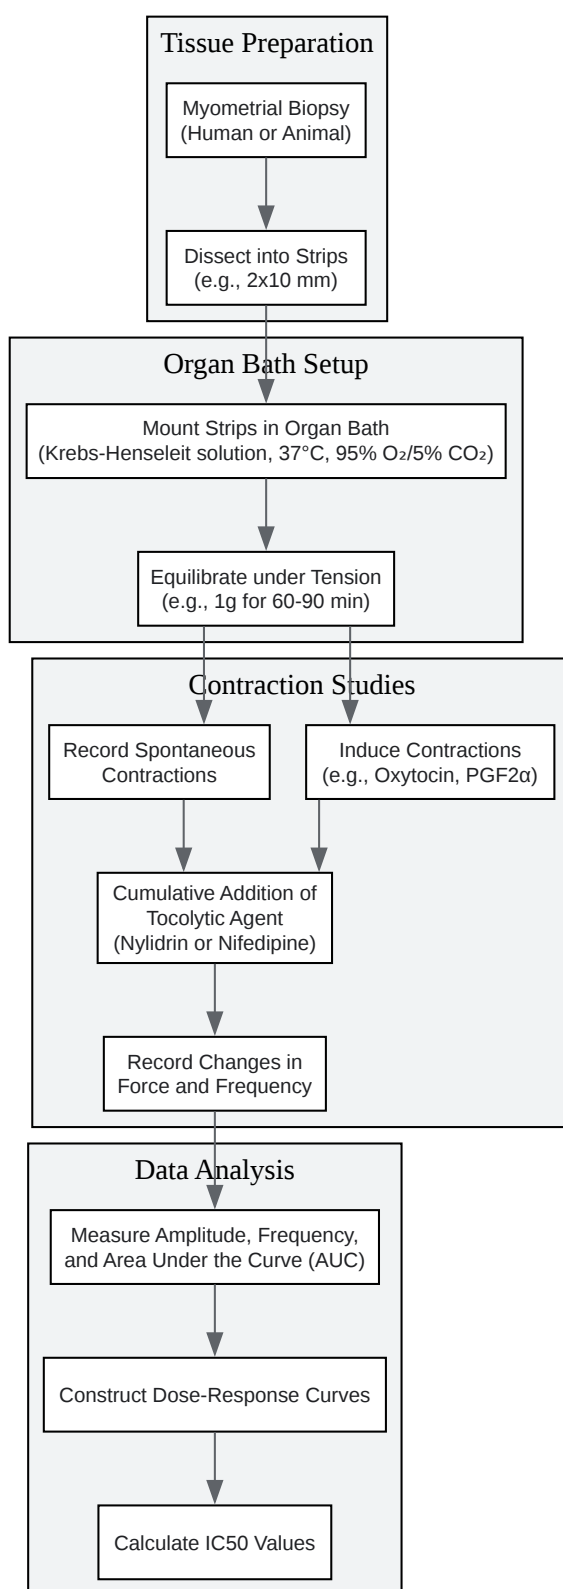 Tissue Preparation
Myometrial Biopsy
(Human or Animal)
Dissect into Strips
(e.g., 2x10 mm)
Organ Bath Setup
Mount Strips in Organ Bath
(Krebs-Henseleit solution, 37°C, 95% O₂/5% CO₂)
Equilibrate under Tension
(e.g., 1g for 60-90 min)
Contraction Studies
Record Spontaneous
Contractions
Induce Contractions
(e.g., Oxytocin, PGF2α)
Cumulative Addition of
Tocolytic Agent
(Nylidrin or Nifedipine)
Record Changes in
Force and Frequency
Data Analysis
Measure Amplitude, Frequency,
and Area Under the Curve (AUC)
Construct Dose-Response Curves
Calculate IC50 Values